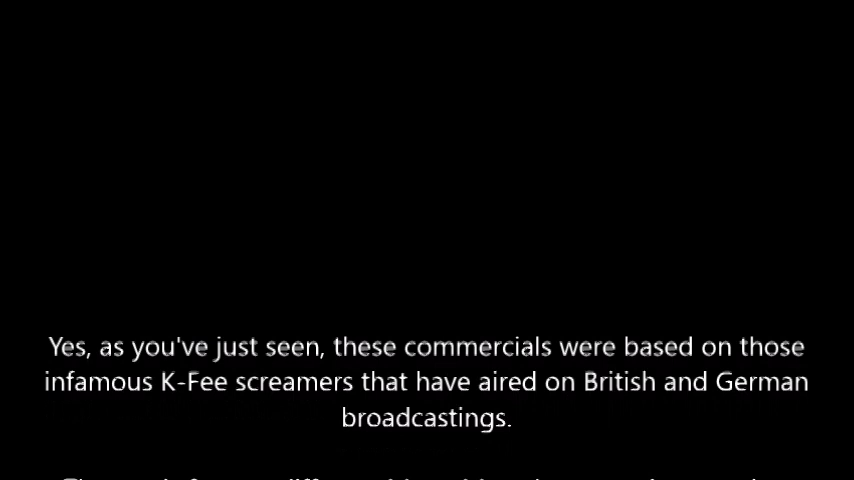 Yes, as you've just seen, these commercials were based on those
infamous K-Fee screamers that have aired on British and German
broadcastings.